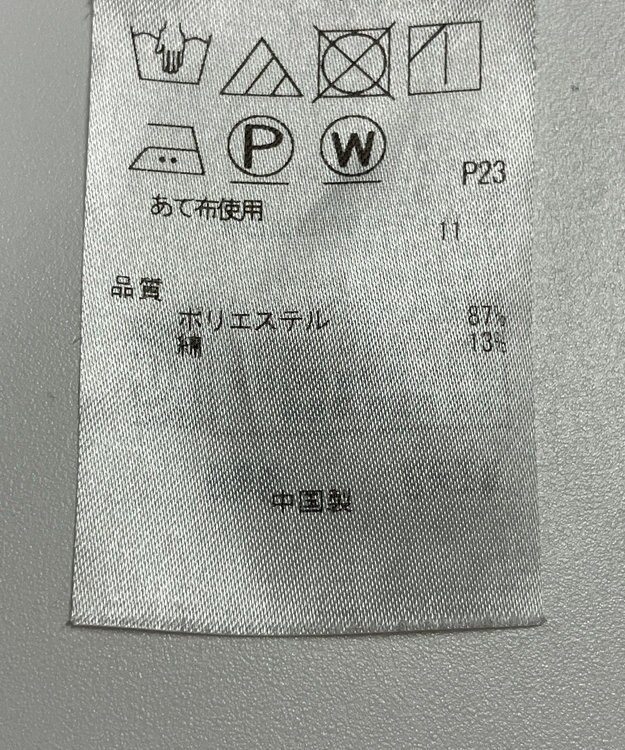 P W
P23
あて布使用
11
品質
ポリエステル 87%
綿 13%
中国製